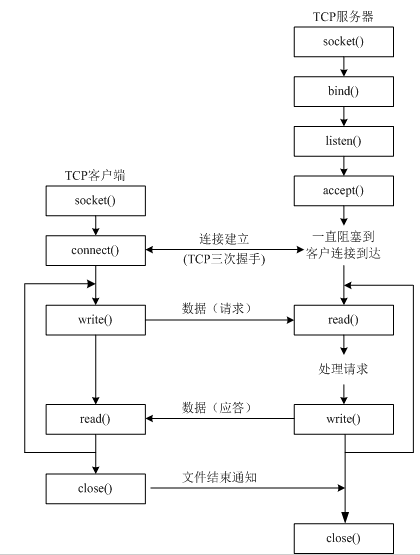 TCP服务器
socket()
bind()
listen()
accept()
TCP客户端
socket()
connect()
连接建立
(TCP三次握手)
一直阻塞到
客户连接到达
write()
数据（请求）
read()
处理请求
read()
数据（应答）
write()
close()
文件结束通知
close()